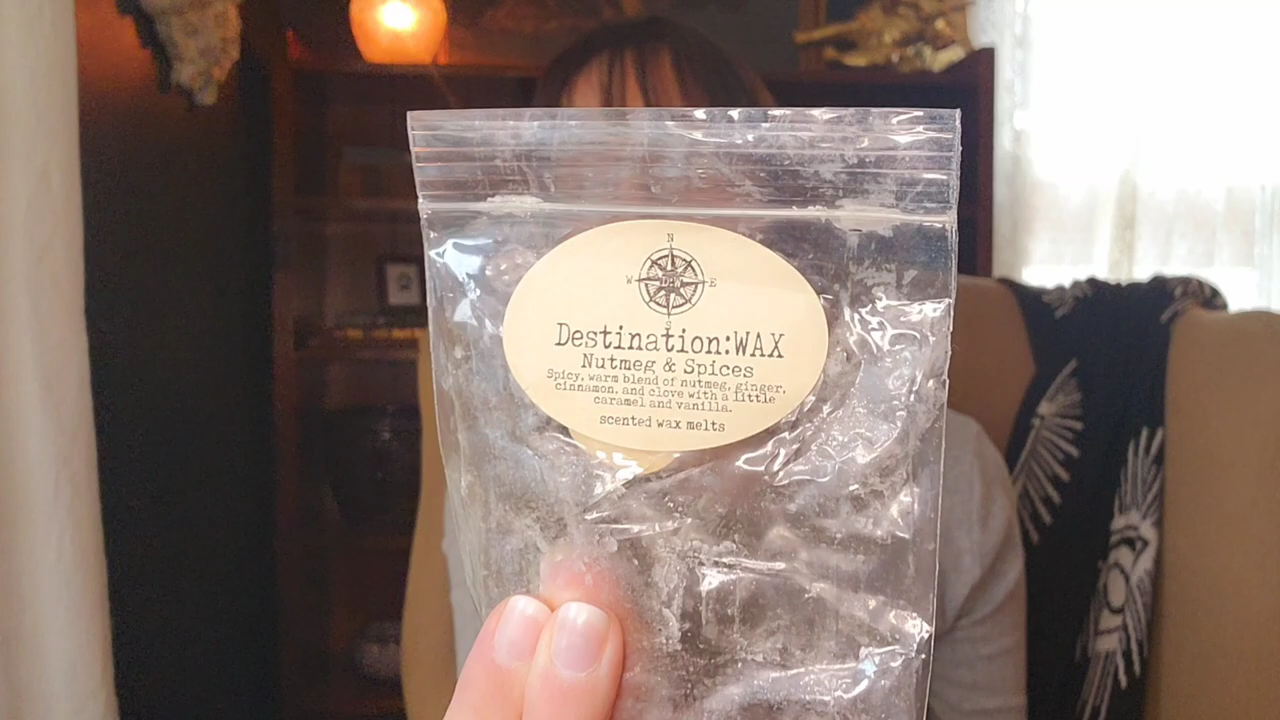 N
W D:W E
S
Destination:WAX
Nutmeg & Spices
Spicy, warm blend of nutmeg, ginger,
cinnamon, and clove with a little
caramel and vanilla.
scented wax melts